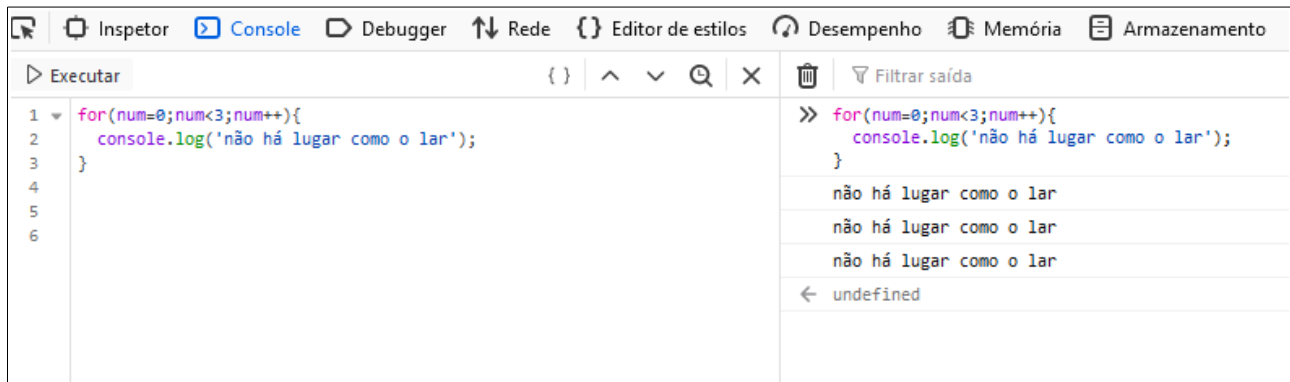 Inspetor Console Debugger Rede {} Editor de estilos Desempenho Memória Armazenamento
Executar { }
1 for(num=0;num<3;num++){
2   console.log('não há lugar como o lar');
3 }
4
5
6
Filtrar saída
for(num=0;num<3;num++){
  console.log('não há lugar como o lar');
}
não há lugar como o lar
não há lugar como o lar
não há lugar como o lar
undefined